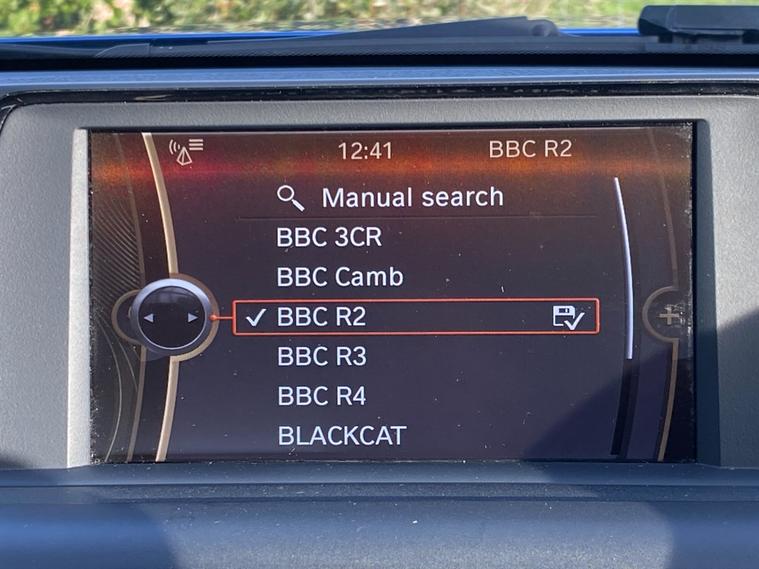 12:41 BBC R2
Manual search
BBC 3CR
BBC Camb
BBC R2
BBC R3
BBC R4
BLACKCAT